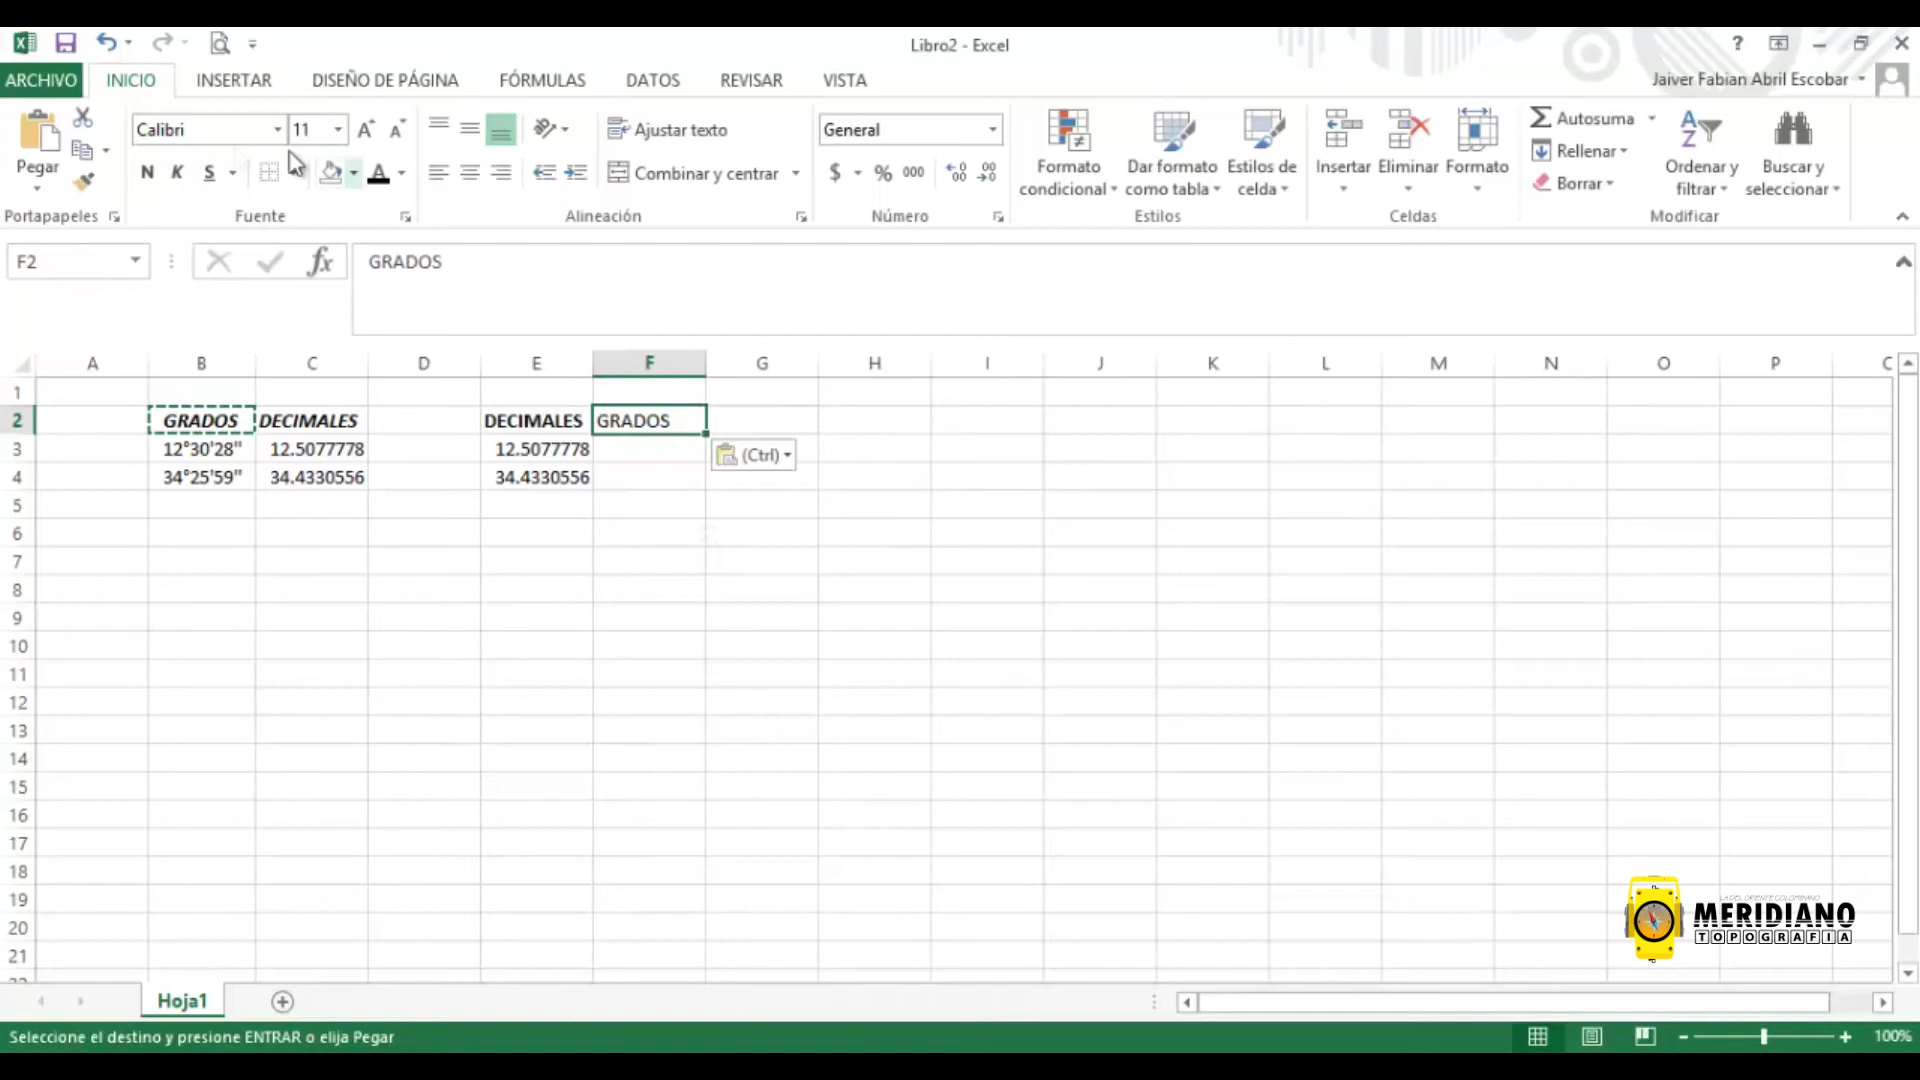 Libro2 - Excel
?
ARCHIVO INICIO INSERTAR DISEÑO DE PÁGINA FÓRMULAS DATOS REVISAR VISTA Jaiver Fabian Abril Escobar
Pegar
Calibri 11
N K S
Ajustar texto
Combinar y centrar
General
$ % 000
Formato condicional
Dar formato como tabla
Estilos de celda
Insertar Eliminar Formato
Autosuma
Rellenar
Borrar
Ordenar y filtrar
Buscar y seleccionar
Portapapeles Fuente Alineación Número Estilos Celdas Modificar
F2 fx GRADOS
A B C D E F G H I J K L M N O P
1
2 GRADOS DECIMALES DECIMALES GRADOS
3 12°30'28" 12.5077778 12.5077778 (Ctrl)
4 34°25'59" 34.4330556 34.4330556
5
6
7
8
9
10
11
12
13
14
15
16
17
18
19
20
21
MERIDIANO
TOPOGRAFIA
Hoja1
Seleccione el destino y presione ENTRAR o elija Pegar 100%